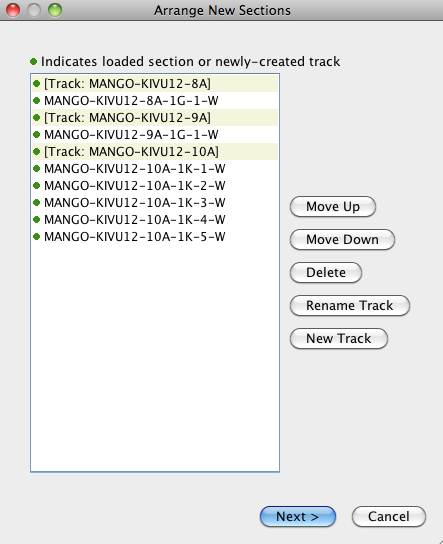 Arrange New Sections
Indicates loaded section or newly-created track
[Track: MANGO-KIVU12-8A]
MANGO-KIVU12-8A-1G-1-W
[Track: MANGO-KIVU12-9A]
MANGO-KIVU12-9A-1G-1-W
[Track: MANGO-KIVU12-10A]
MANGO-KIVU12-10A-1K-1-W
MANGO-KIVU12-10A-1K-2-W
MANGO-KIVU12-10A-1K-3-W
MANGO-KIVU12-10A-1K-4-W
MANGO-KIVU12-10A-1K-5-W
Move Up
Move Down
Delete
Rename Track
New Track
Next >
Cancel